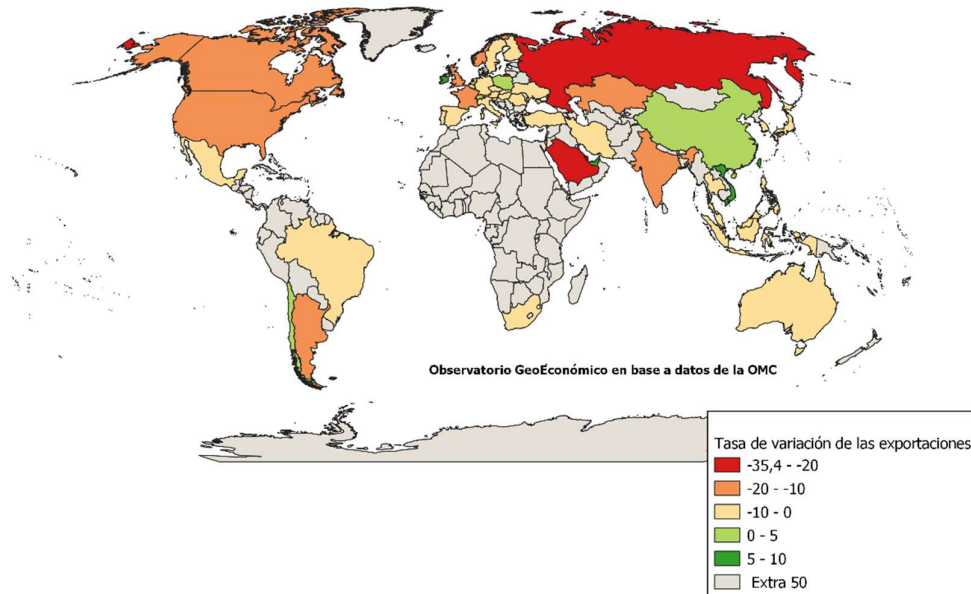 Observatorio GeoEconómico en base a datos de la OMC
Tasa de variación de las exportaciones
-35,4 - -20
-20 - -10
-10 - 0
0 - 5
5 - 10
Extra 50